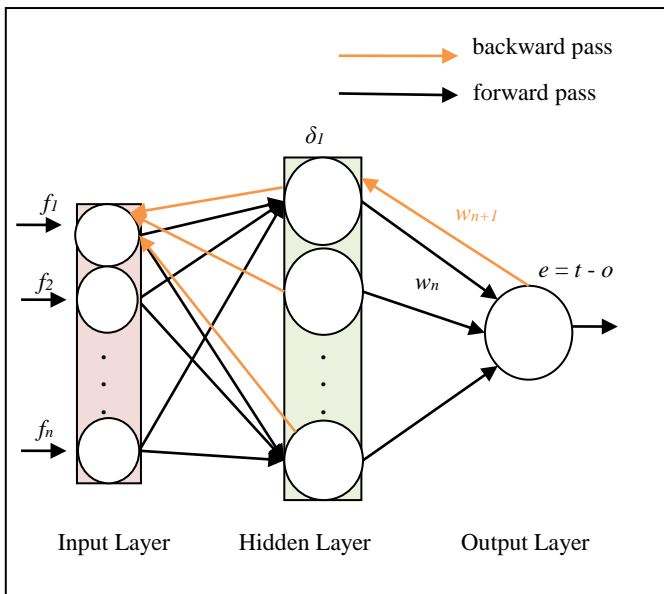 backward pass
forward pass
δ1
f1
wn+1
f2
e = t - o
wn
fn
Input Layer
Hidden Layer
Output Layer